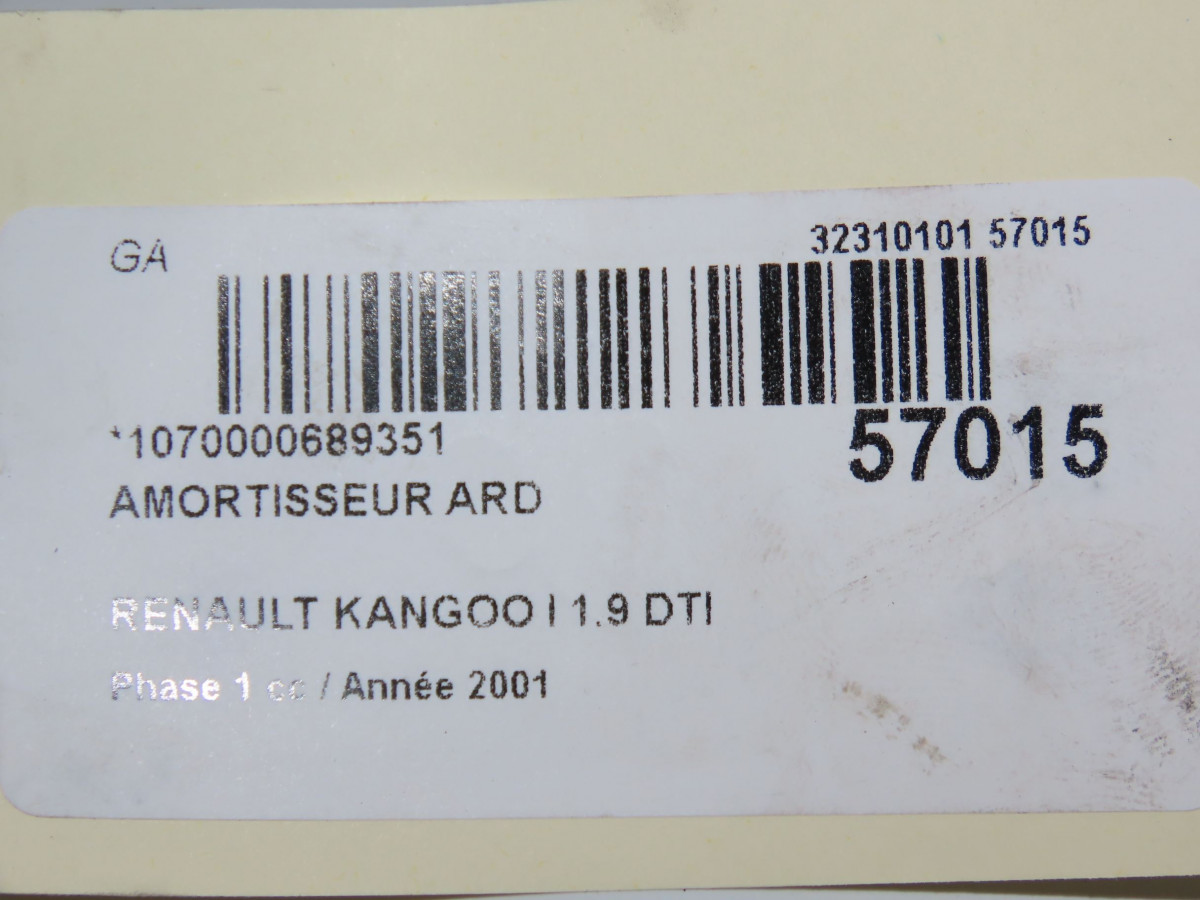 GA
32310101 57015
*1070000689351
57015
AMORTISSEUR ARD
RENAULT KANGOO I 1.9 DTI
Phase 1 cc / Année 2001